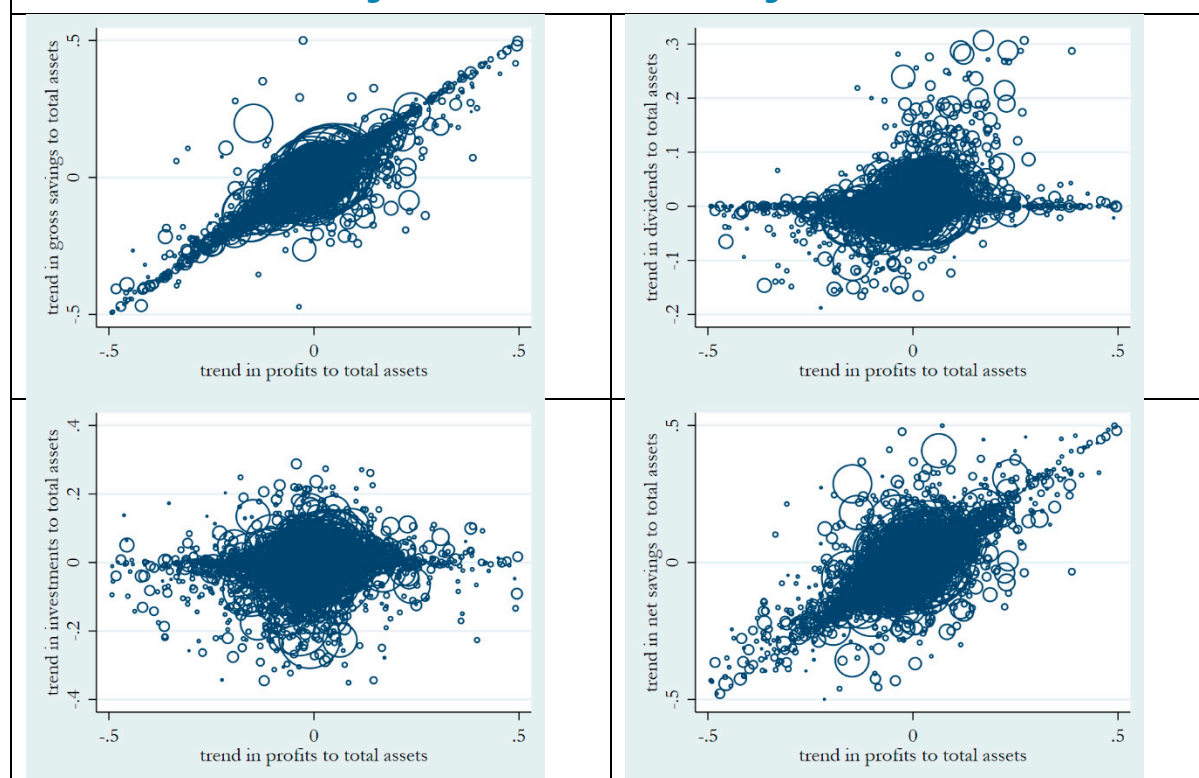 trend in gross savings to total assets
.5
0
-.5
-.5 0 .5
trend in profits to total assets
trend in dividends to total assets
.3
.2
.1
0
-.1
-.2
-.5 0 .5
trend in profits to total assets
trend in investments to total assets
.4
.2
0
-.2
-.4
-.5 0 .5
trend in profits to total assets
trend in net savings to total assets
.5
0
-.5
-.5 0 .5
trend in profits to total assets